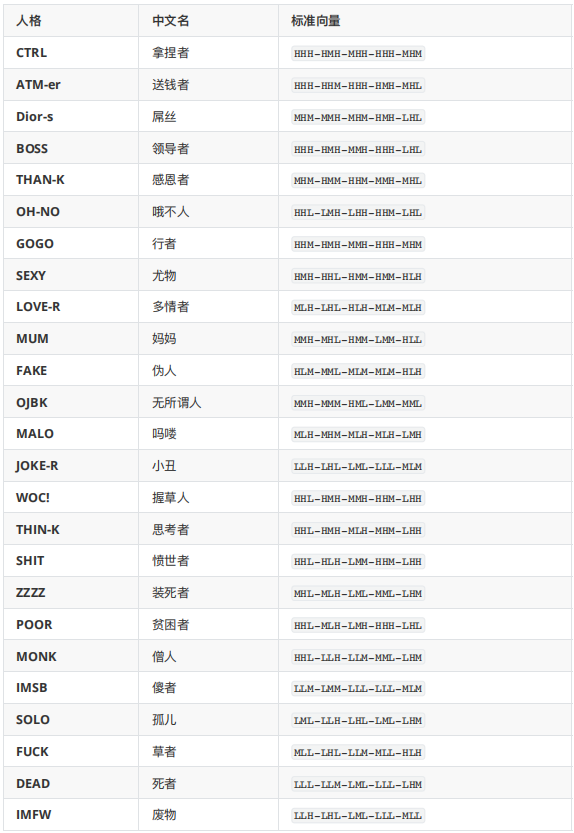 人格 中文名 标准向量
CTRL 拿捏者 HHH-HMH-MHH-HHH-MHM
ATM-er 送钱者 HHH-HHM-HHH-HMH-MHL
Dior-s 屌丝 MHM-MMH-MHM-HMH-LHL
BOSS 领导者 HHH-HMH-MMH-HHH-LHL
THAN-K 感恩者 MHM-HMM-HHM-MMH-MHL
OH-NO 哦不人 HHL-LMH-LHH-HHM-LHL
GOGO 行者 HHM-HMH-MMH-HHH-MHM
SEXY 尤物 HMH-HHL-HMM-HMM-HLH
LOVE-R 多情者 MLH-LHL-HLH-MLM-MLH
MUM 妈妈 MMH-MHL-HMM-LMM-HLL
FAKE 伪人 HLM-MML-MLM-MLM-HLH
OJBK 无所谓人 MMH-MMM-HML-LMM-MML
MALO 吗喽 MLH-MHM-MLH-MLH-LMH
JOKE-R 小丑 LLH-LHL-LML-LLL-MLM
WOC! 握草人 HHL-HMH-MMH-HHM-LHH
THIN-K 思考者 HHL-HMH-MLH-MHM-LHH
SHIT 愤世者 HHL-HLH-LMM-HHM-LHH
ZZZZ 装死者 MHL-MLH-LML-MML-LHM
POOR 贫困者 HHL-MLH-LMH-HHH-LHL
MONK 僧人 HHL-LLH-LLM-MML-LHM
IMSB 傻者 LLM-LMM-LLL-LLL-MLM
SOLO 孤儿 LML-LLH-LHL-LML-LHM
FUCK 草者 MLL-LHL-LLM-MLL-HLH
DEAD 死者 LLL-LLM-LML-LLL-LHM
IMFW 废物 LLH-LHL-LML-LLL-MLL